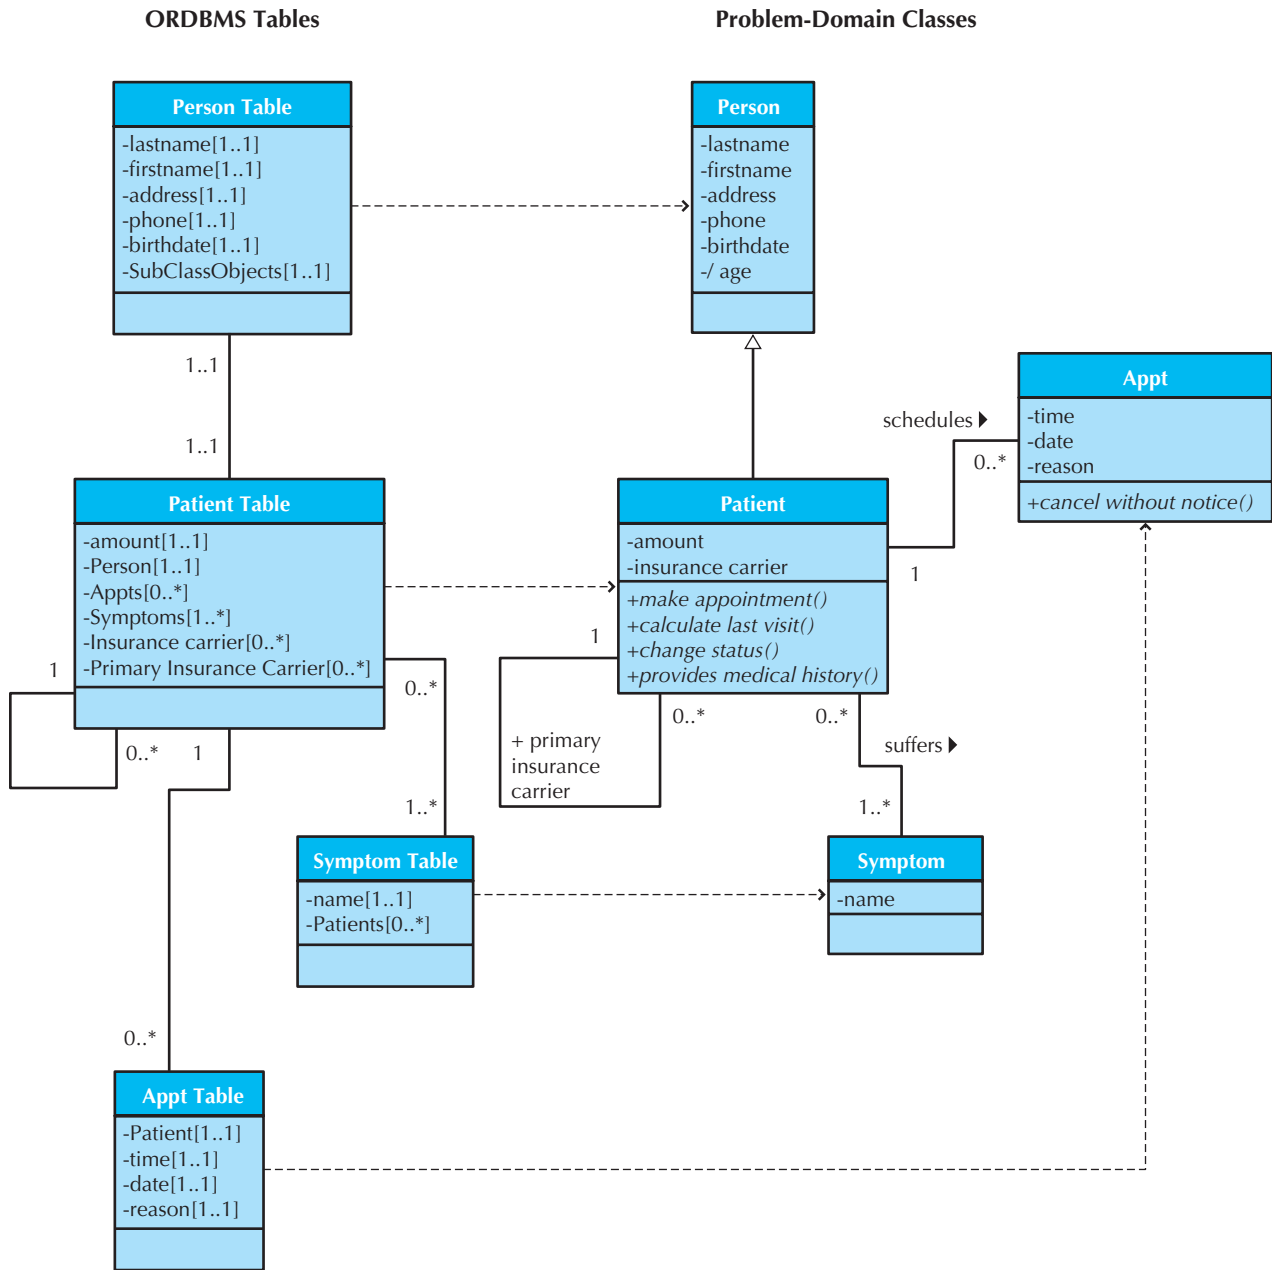 ORDBMS Tables
Problem-Domain Classes
Person Table
-lastname[1..1]
-firstname[1..1]
-address[1..1]
-phone[1..1]
-birthdate[1..1]
-SubClassObjects[1..1]
Person
-lastname
-firstname
-address
-phone
-birthdate
-/ age
1..1
1..1
Appt
-time
-date
-reason
+cancel without notice()
schedules
0..*
1
Patient Table
-amount[1..1]
-Person[1..1]
-Appts[0..*]
-Symptoms[1..*]
-Insurance carrier[0..*]
-Primary Insurance Carrier[0..*]
1
0..*
1
0..*
1..*
Patient
-amount
-insurance carrier
+make appointment()
+calculate last visit()
+change status()
+provides medical history()
1
0..*
+ primary
insurance
carrier
0..*
suffers
1..*
Symptom Table
-name[1..1]
-Patients[0..*]
Symptom
-name
0..*
Appt Table
-Patient[1..1]
-time[1..1]
-date[1..1]
-reason[1..1]